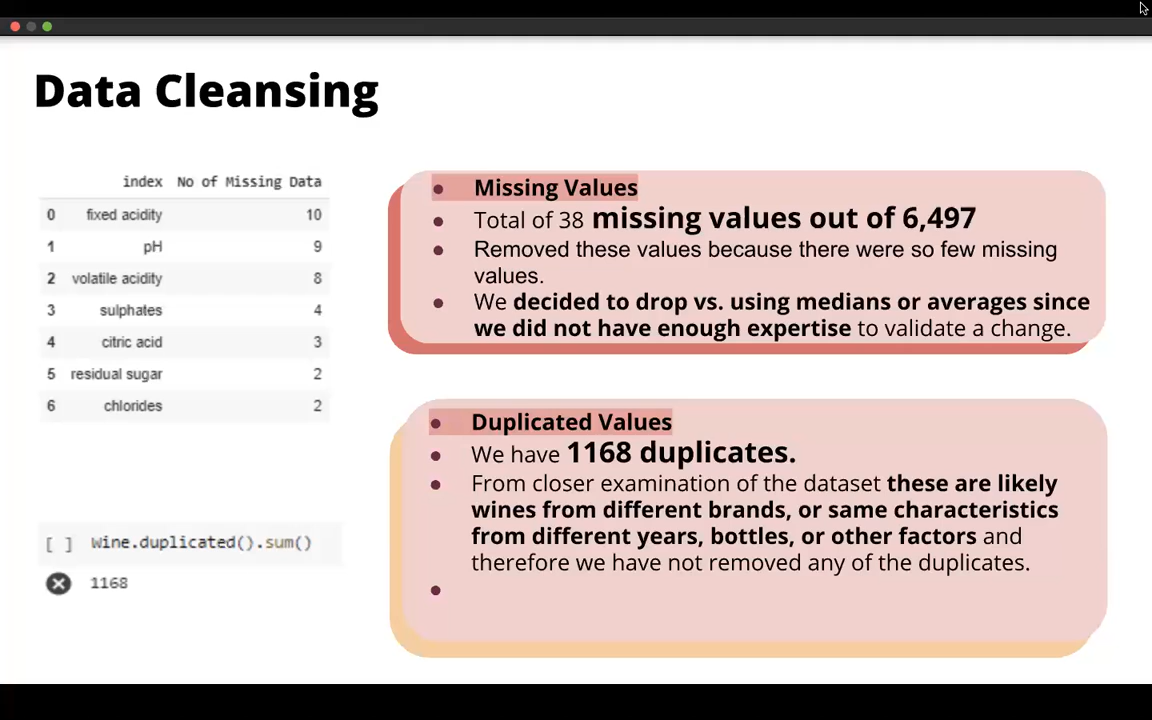 Data Cleansing
index No of Missing Data
0 fixed acidity 10
1 pH 9
2 volatile acidity 8
3 sulphates 4
4 citric acid 3
5 residual sugar 2
6 chlorides 2
[ ] Wine.duplicated().sum()
1168
● Missing Values
● Total of 38 missing values out of 6,497
● Removed these values because there were so few missing
values.
● We decided to drop vs. using medians or averages since
we did not have enough expertise to validate a change.
● Duplicated Values
● We have 1168 duplicates.
● From closer examination of the dataset these are likely
wines from different brands, or same characteristics
from different years, bottles, or other factors and
therefore we have not removed any of the duplicates.
●